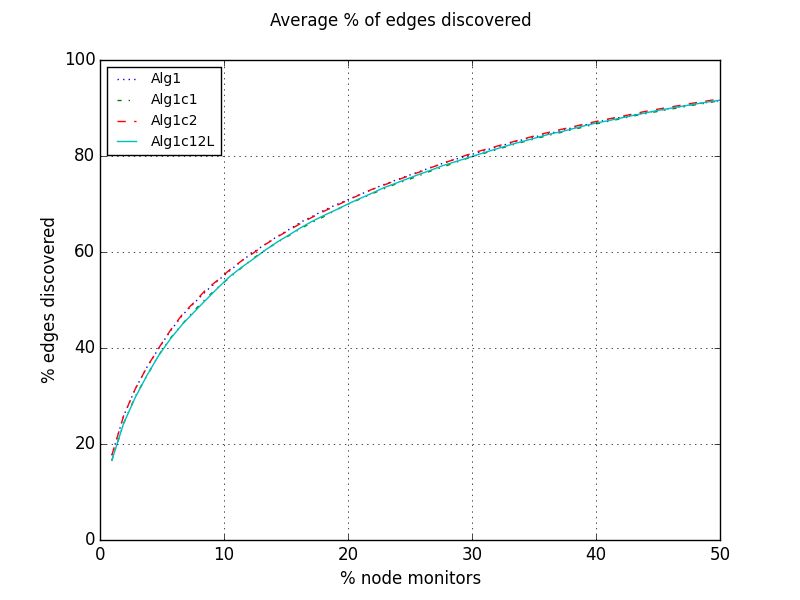 Average % of edges discovered
100
80
60
40
20
0
Alg1
Alg1c1
Alg1c2
Alg1c12L
% edges discovered
0 10 20 30 40 50
% node monitors